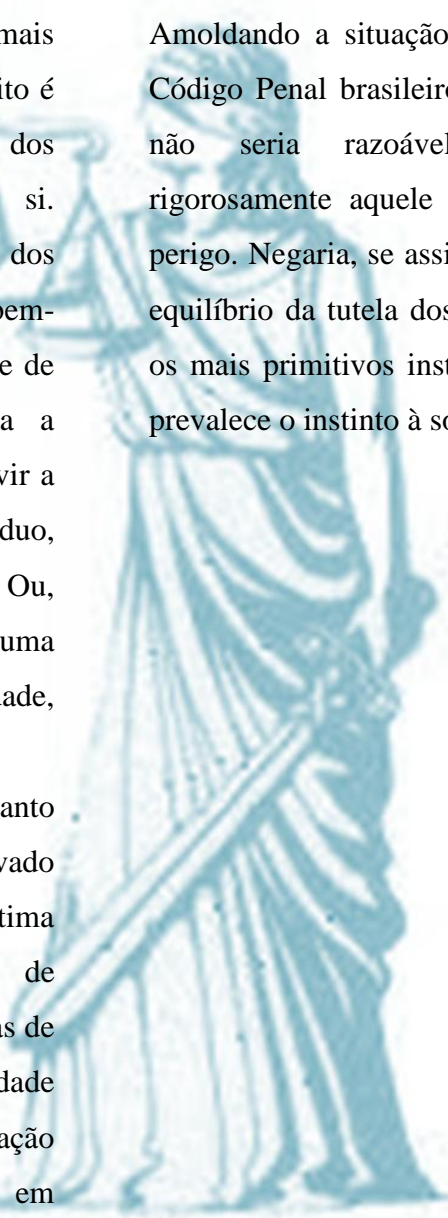 mais
ito é
dos
si.
dos
bem-
e de
a a
vir a
duo,
Ou,
uma
dade,
anto
vado
tima
de
as de
dade
ação
em
Amoldando a situação
Código Penal brasileiro
não seria razoável
rigorosamente aquele
perigo. Negaria, se assi
equilíbrio da tutela dos
os mais primitivos inst
prevalece o instinto à so